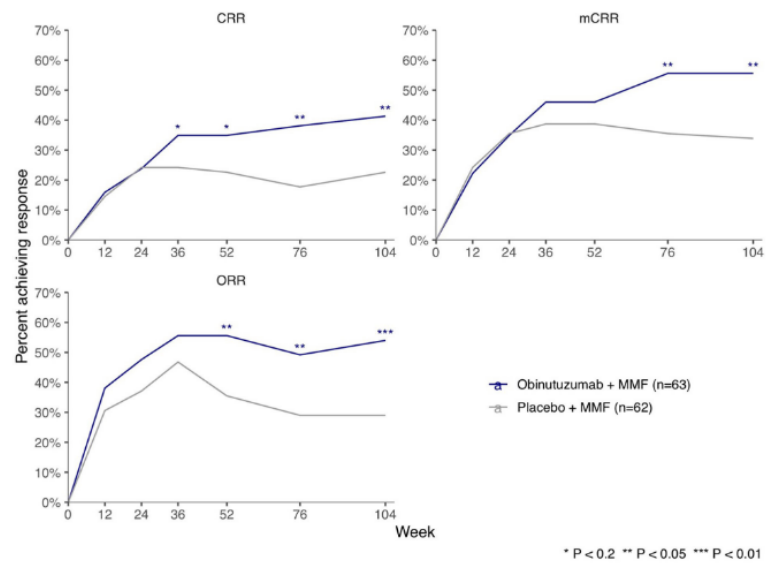 CRR
70%
60%
50%
40%
30%
20%
10%
0%
* * ** **
0 12 24 36 52 76 104
mCRR
70%
60%
50%
40%
30%
20%
10%
0%
** **
0 12 24 36 52 76 104
Percent achieving response
ORR
70%
60%
50%
40%
30%
20%
10%
0%
** ** ***
0 12 24 36 52 76 104
Week
a Obinutuzumab + MMF (n=63)
a Placebo + MMF (n=62)
* P < 0.2 ** P < 0.05 *** P < 0.01